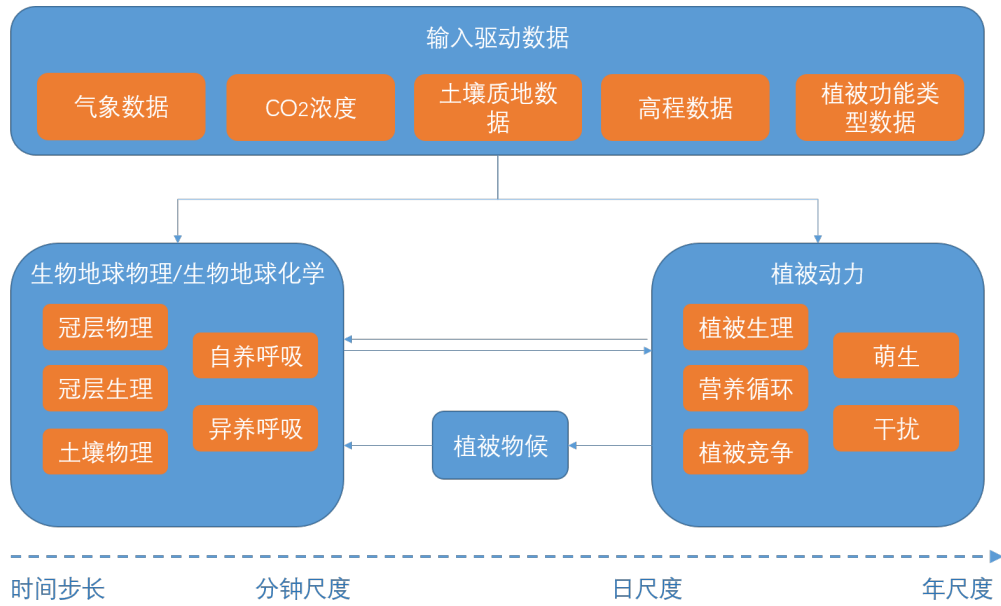 输入驱动数据
气象数据
CO2浓度
土壤质地数
据
高程数据
植被功能类
型数据
生物地球物理/生物地球化学
冠层物理
冠层生理
土壤物理
自养呼吸
异养呼吸
植被物候
植被动力
植被生理
营养循环
植被竞争
萌生
干扰
时间步长
分钟尺度
日尺度
年尺度